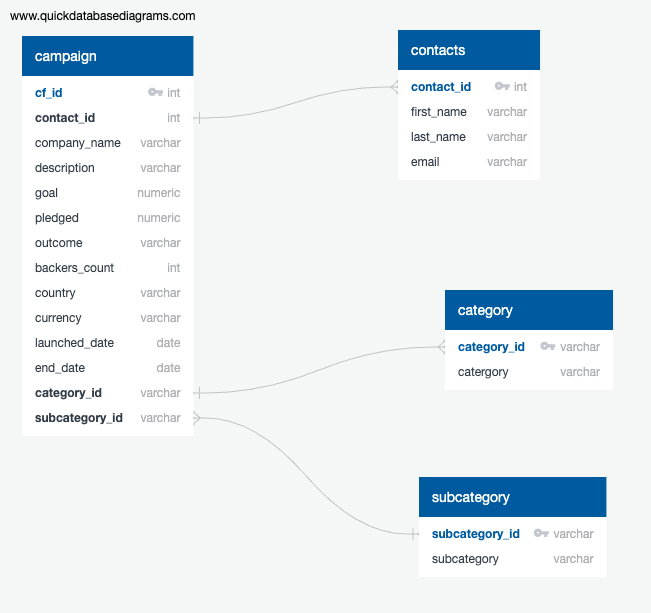 www.quickdatabasediagrams.com
campaign
cf_id int
contact_id int
company_name varchar
description varchar
goal numeric
pledged numeric
outcome varchar
backers_count int
country varchar
currency varchar
launched_date date
end_date date
category_id varchar
subcategory_id varchar
contacts
contact_id int
first_name varchar
last_name varchar
email varchar
category
category_id varchar
catergory varchar
subcategory
subcategory_id varchar
subcategory varchar